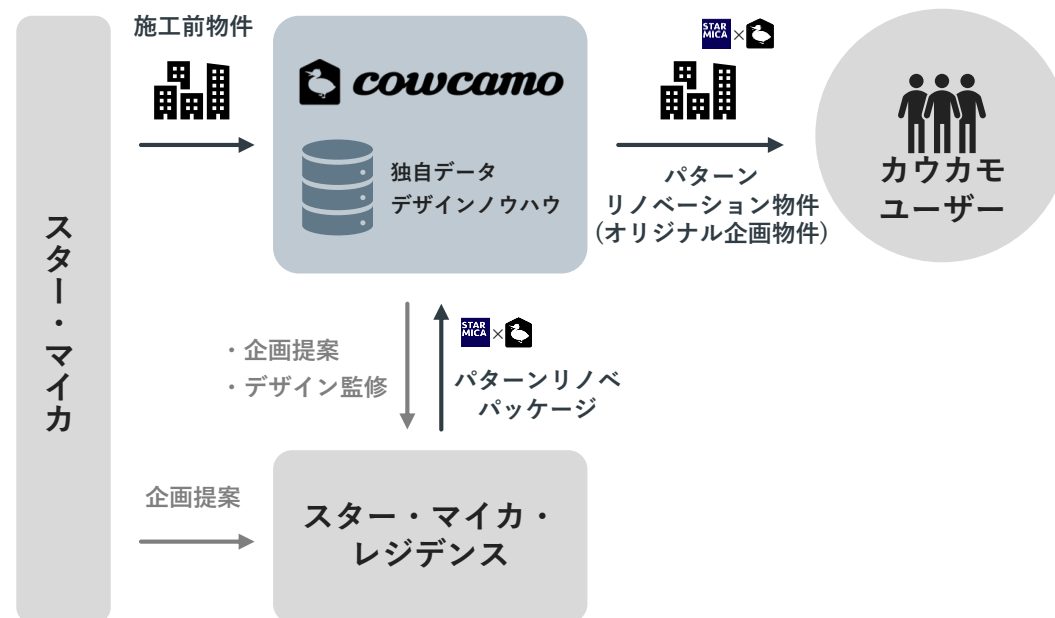 スター・マイカ
施工前物件
cowcamo
独自データ
デザインノウハウ
STAR
MICA
×
パターン
リノベーション物件
(オリジナル企画物件)
カウカモ
ユーザー
・企画提案
・デザイン監修
STAR
MICA
×
パターンリノベ
パッケージ
企画提案
スター・マイカ・
レジデンス